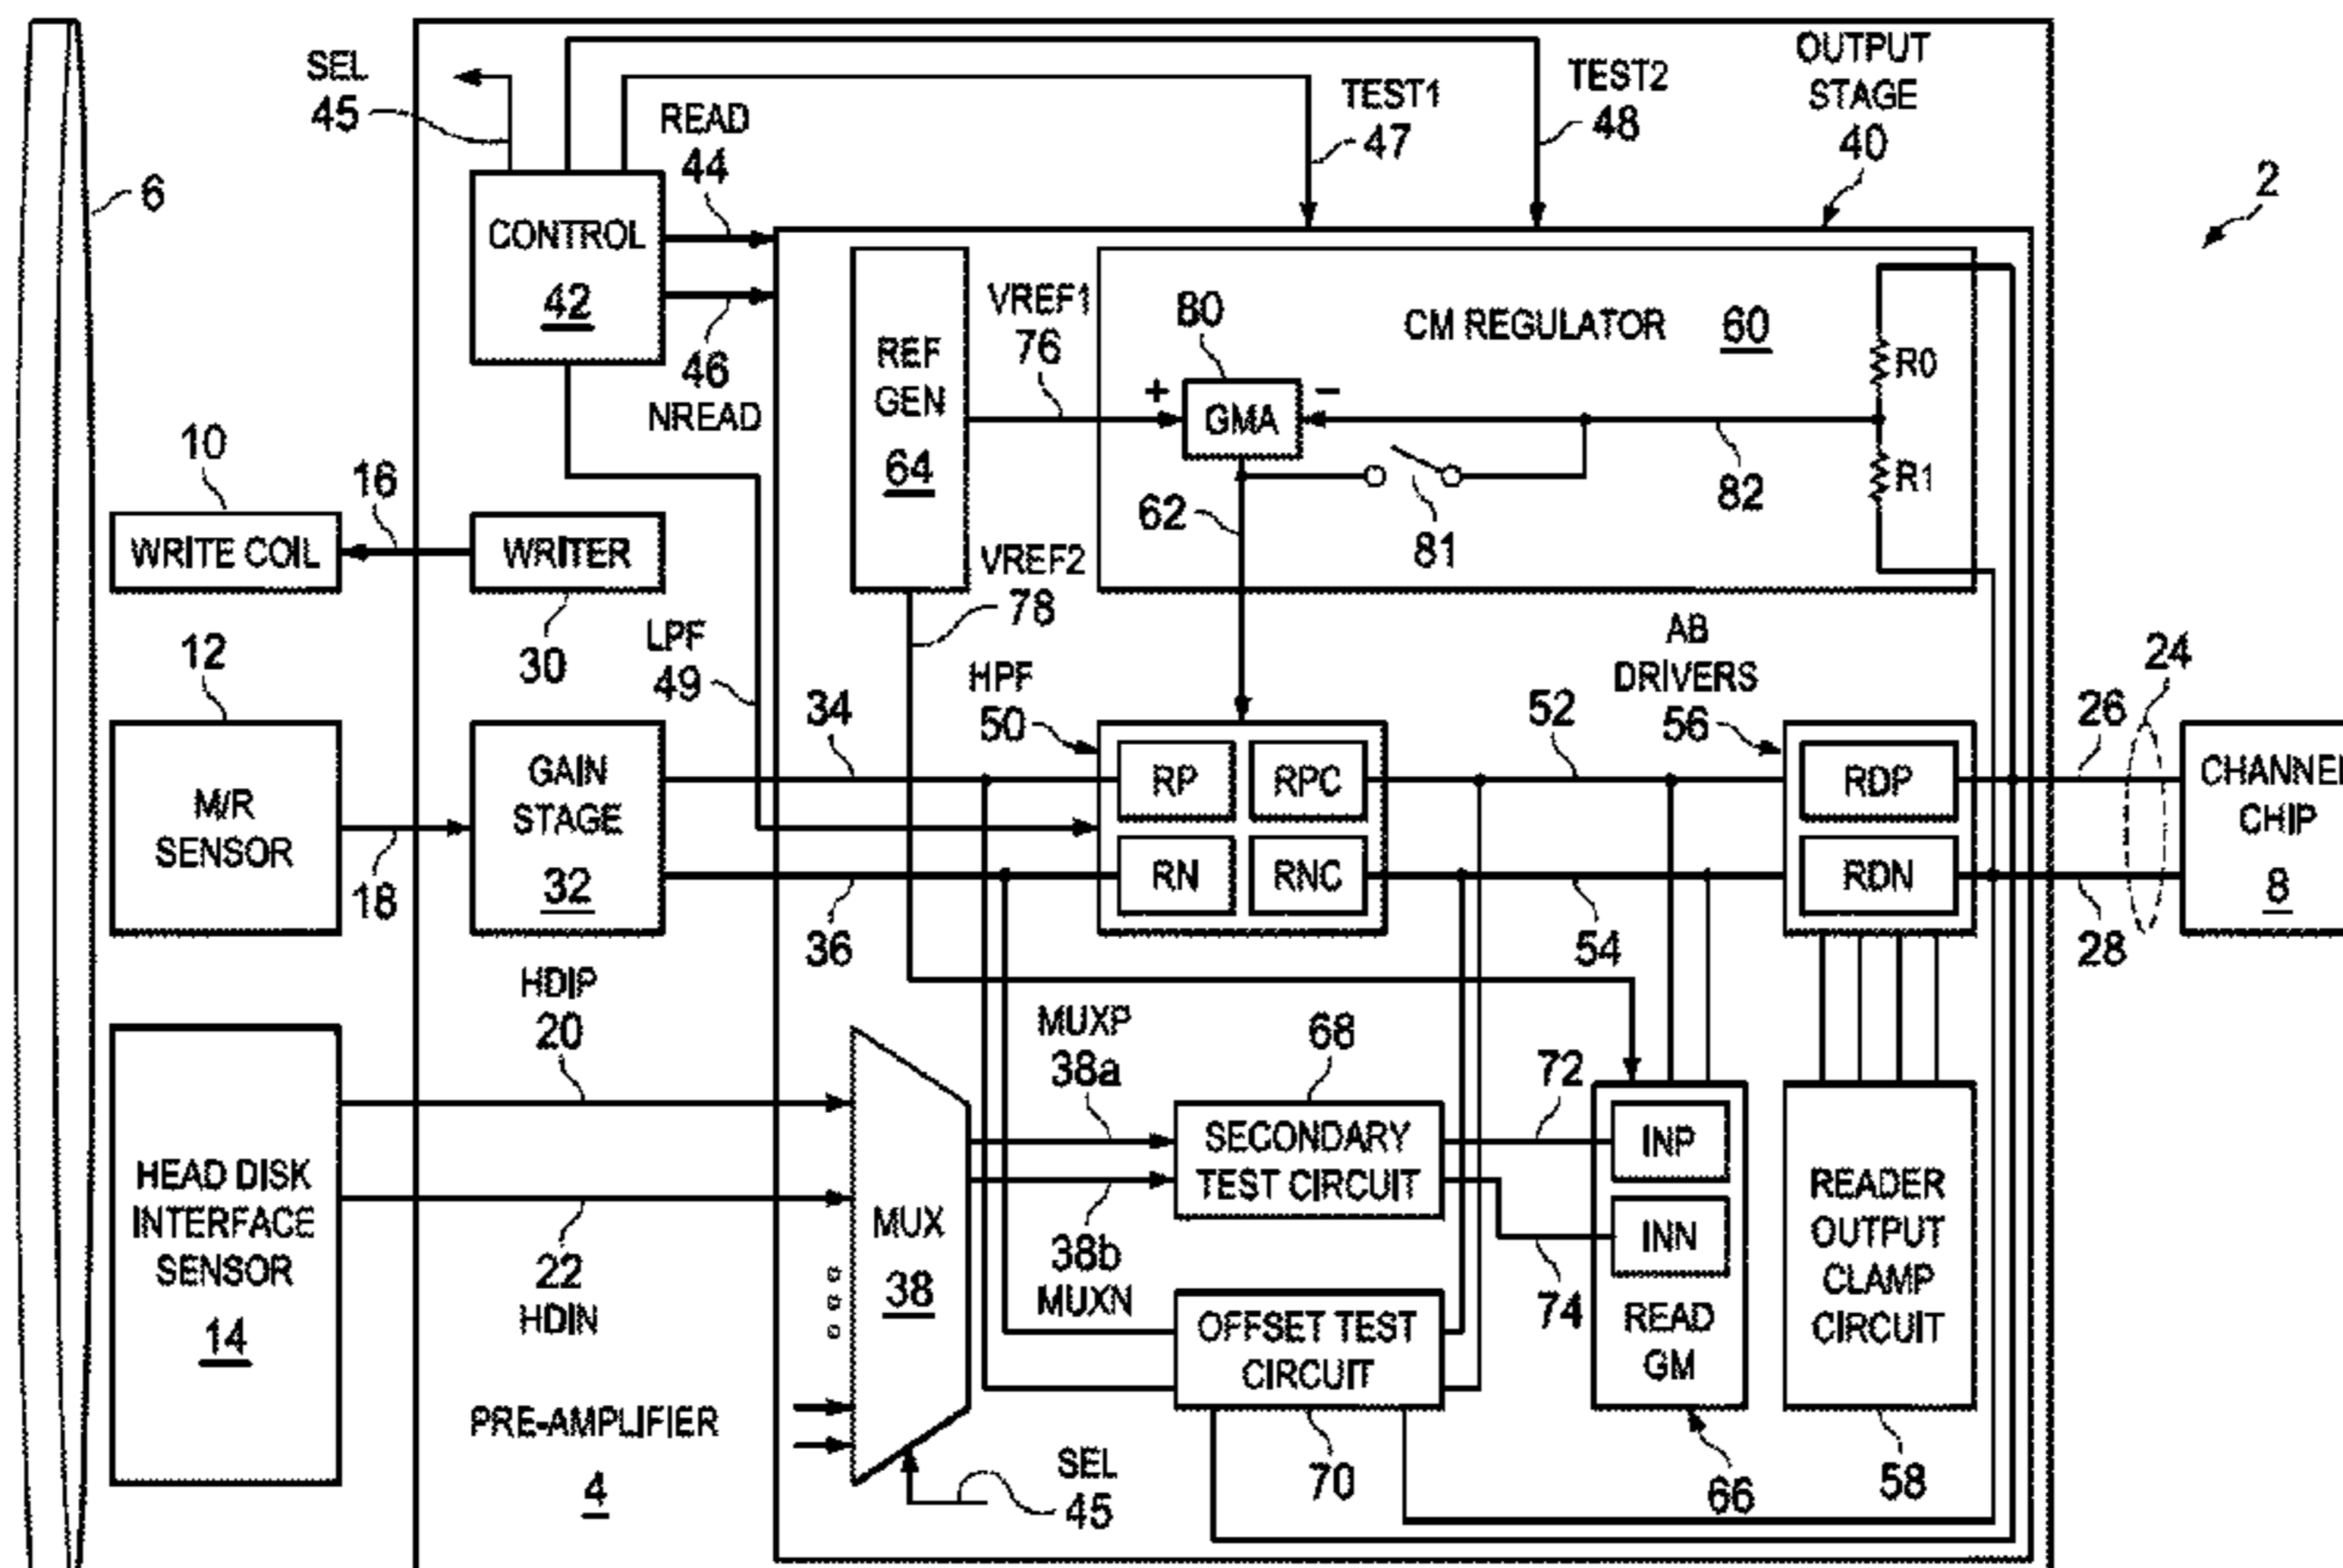 SEL
45
READ
44
TEST1
47
TEST2
48
OUTPUT
STAGE
40
2
6
CONTROL
42
46
NREAD
REF
GEN
64
VREF1
76
80
+
GMA
−
CM REGULATOR
60
R0
R1
82
81
62
10
WRITE COIL
16
WRITER
30
VREF2
78
12
M/R
SENSOR
18
LPF
49
GAIN
STAGE
32
34
36
HPF
50
RP
RPC
RN
RNC
52
54
AB
DRIVERS
56
RDP
RDN
24
26
28
CHANNEL
CHIP
8
HDIP
20
HEAD DISK
INTERFACE
SENSOR
14
22
HDIN
MUX
38
MUXP
38a
38b
MUXN
68
SECONDARY
TEST CIRCUIT
72
74
INP
INN
READ
GM
66
READER
OUTPUT
CLAMP
CIRCUIT
58
OFFSET TEST
CIRCUIT
70
PRE-AMPLIFIER
4
SEL
45